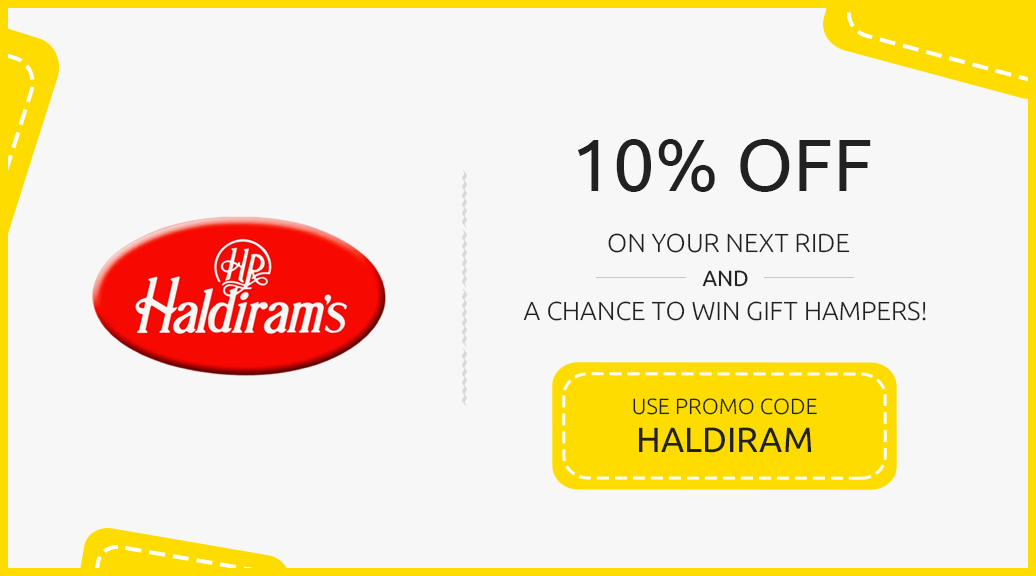 HR
Haldiram's
10% OFF
ON YOUR NEXT RIDE
AND
A CHANCE TO WIN GIFT HAMPERS!
USE PROMO CODE
HALDIRAM